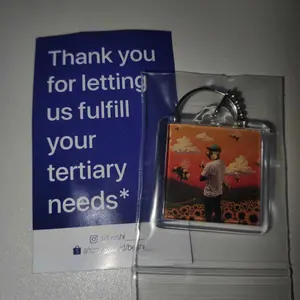 Thank you
for letting
us fulfill
your
tertiary
needs*